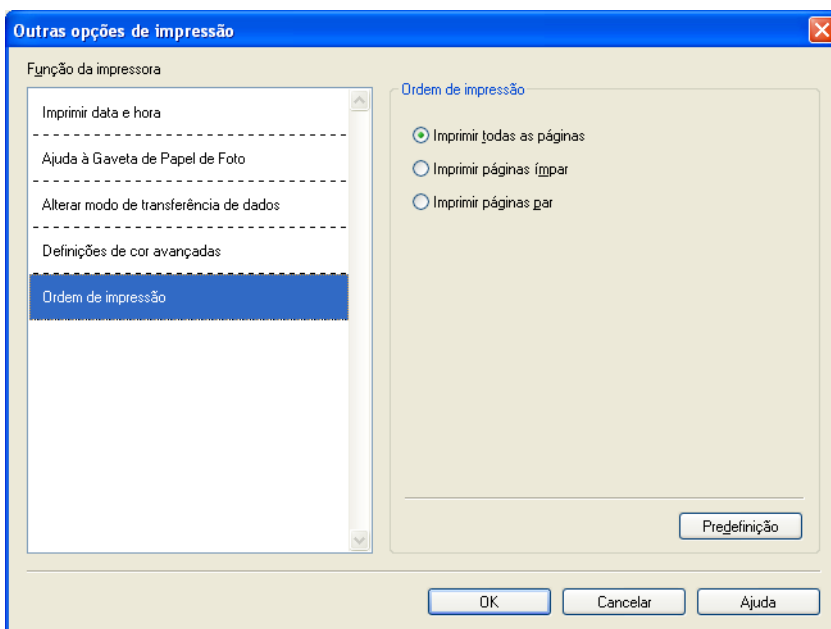 Outras opções de impressão
Função da impressora
Imprimir data e hora
Ajuda à Gaveta de Papel de Foto
Alterar modo de transferência de dados
Definições de cor avançadas
Ordem de impressão
Ordem de impressão
Imprimir todas as páginas
Imprimir páginas ímpar
Imprimir páginas par
Predefinição
OK
Cancelar
Ajuda